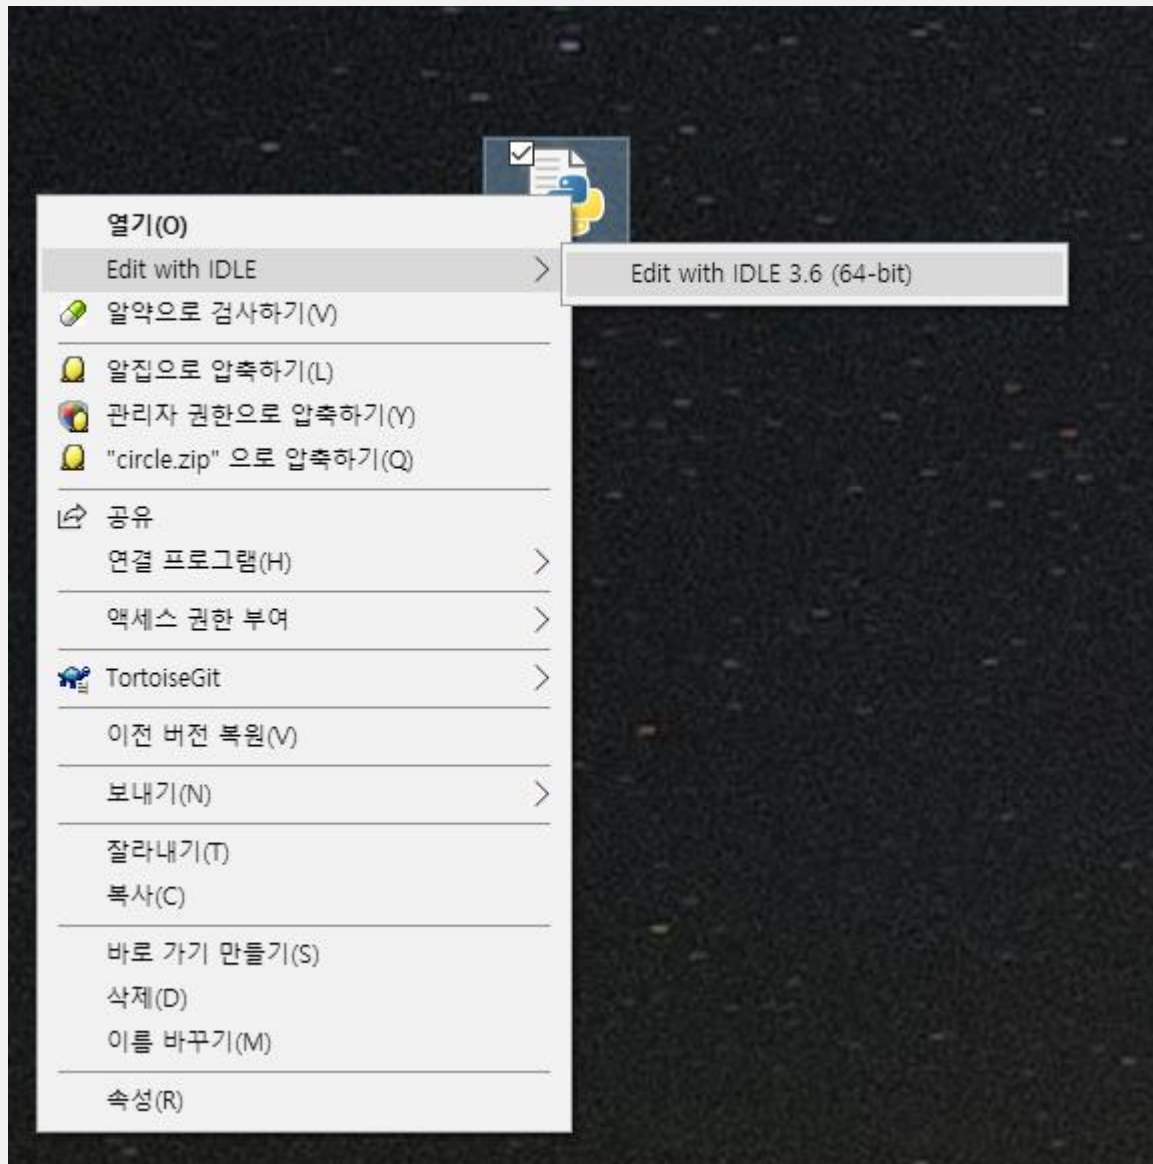 열기(O)
Edit with IDLE
Edit with IDLE 3.6 (64-bit)
알약으로 검사하기(V)
알집으로 압축하기(L)
관리자 권한으로 압축하기(Y)
"circle.zip" 으로 압축하기(Q)
공유
연결 프로그램(H)
액세스 권한 부여
TortoiseGit
이전 버전 복원(V)
보내기(N)
잘라내기(T)
복사(C)
바로 가기 만들기(S)
삭제(D)
이름 바꾸기(M)
속성(R)